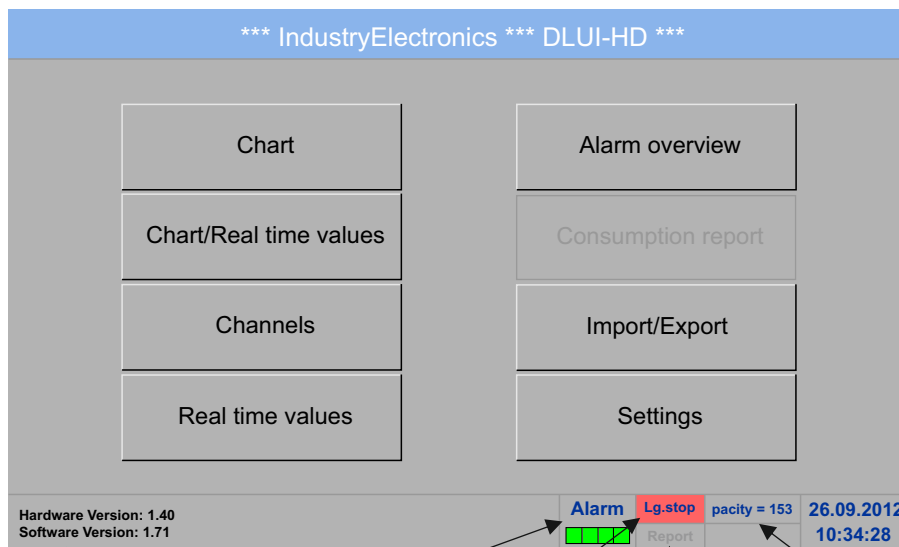 *** IndustryElectronics *** DLUI-HD ***
Chart
Alarm overview
Chart/Real time values
Consumption report
Channels
Import/Export
Real time values
Settings
Hardware Version: 1.40
Software Version: 1.71
Alarm
Lg.stop
pacity = 153
26.09.2012
Report
10:34:28